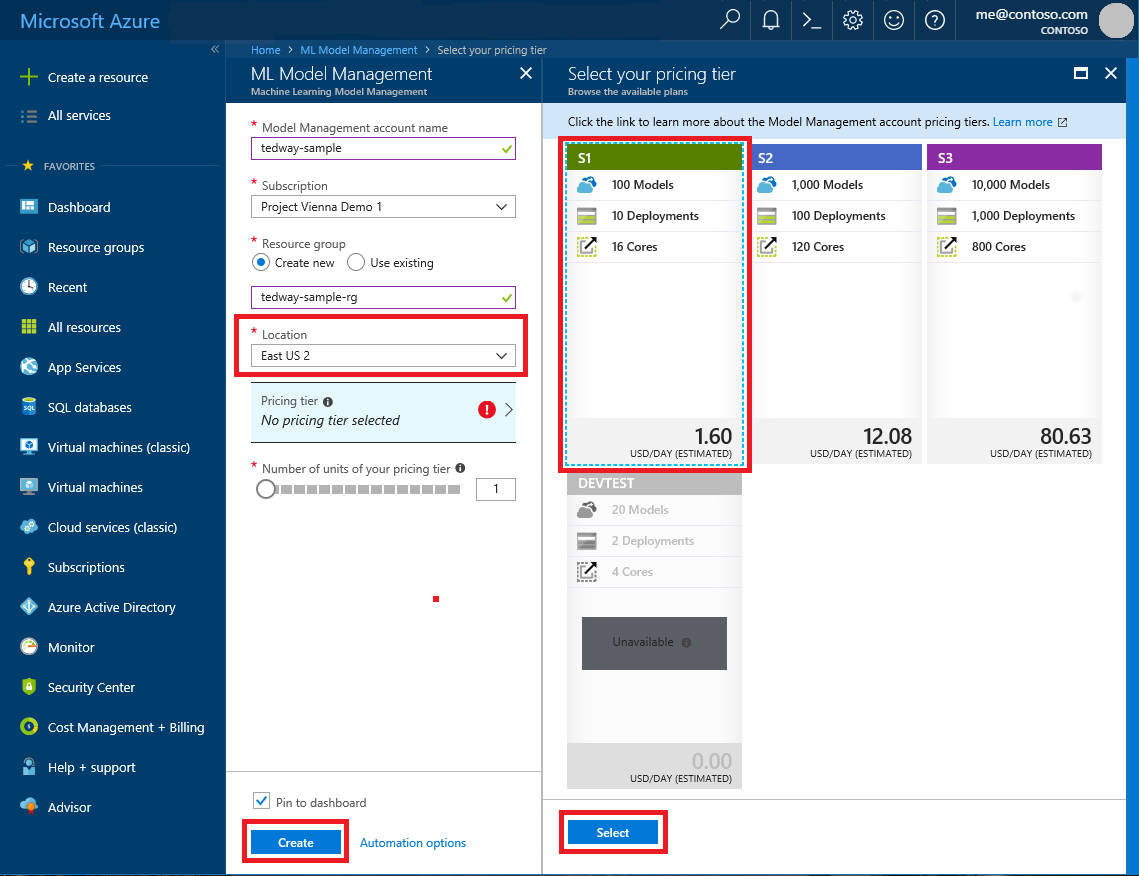 Microsoft Azure
me@contoso.com
CONTOSO
Create a resource
All services
FAVORITES
Dashboard
Resource groups
Recent
All resources
App Services
SQL databases
Virtual machines (classic)
Virtual machines
Cloud services (classic)
Subscriptions
Azure Active Directory
Monitor
Security Center
Cost Management + Billing
Help + support
Advisor
Home > ML Model Management > Select your pricing tier
ML Model Management
Machine Learning Model Management
* Model Management account name
tedway-sample
* Subscription
Project Vienna Demo 1
* Resource group
Create new Use existing
tedway-sample-rg
* Location
East US 2
Pricing tier
No pricing tier selected
* Number of units of your pricing tier
1
Pin to dashboard
Create Automation options
Select your pricing tier
Browse the available plans
Click the link to learn more about the Model Management account pricing tiers. Learn more
S1
100 Models
10 Deployments
16 Cores
1.60
USD/DAY (ESTIMATED)
S2
1,000 Models
100 Deployments
120 Cores
12.08
USD/DAY (ESTIMATED)
S3
10,000 Models
1,000 Deployments
800 Cores
80.63
USD/DAY (ESTIMATED)
DEVTEST
20 Models
2 Deployments
4 Cores
Unavailable
0.00
USD/DAY (ESTIMATED)
Select